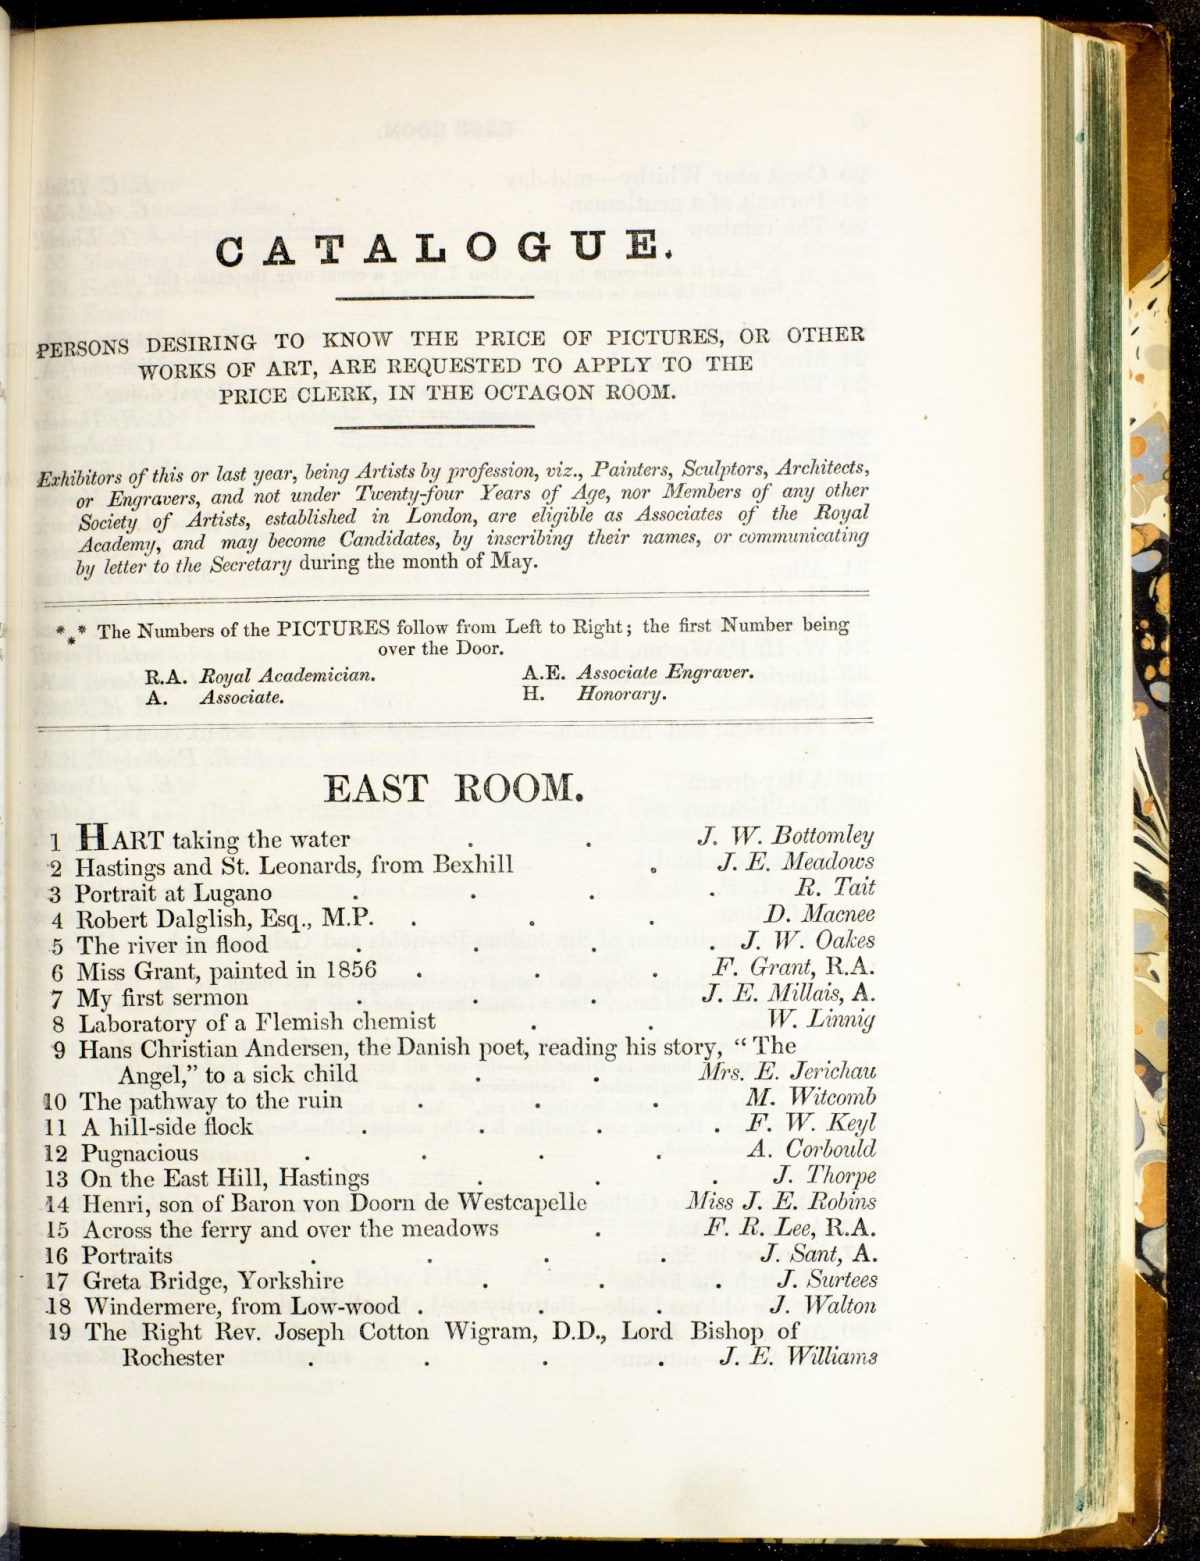 CATALOGUE.
PERSONS DESIRING TO KNOW THE PRICE OF PICTURES, OR OTHER
WORKS OF ART, ARE REQUESTED TO APPLY TO THE
PRICE CLERK, IN THE OCTAGON ROOM.
Exhibitors of this or last year, being Artists by profession, viz., Painters, Sculptors, Architects,
or Engravers, and not under Twenty-four Years of Age, nor Members of any other
Society of Artists, established in London, are eligible as Associates of the Royal
Academy, and may become Candidates, by inscribing their names, or communicating
by letter to the Secretary during the month of May.
*** The Numbers of the PICTURES follow from Left to Right; the first Number being
over the Door.
R.A. Royal Academician. A.E. Associate Engraver.
A. Associate. H. Honorary.
EAST ROOM.
1 HART taking the water . . J. W. Bottomley
2 Hastings and St. Leonards, from Bexhill . J. E. Meadows
3 Portrait at Lugano . . . . R. Tait
4 Robert Dalglish, Esq., M.P. . . . D. Macnee
5 The river in flood . . . . J. W. Oakes
6 Miss Grant, painted in 1856 . . . F. Grant, R.A.
7 My first sermon . . . J. E. Millais, A.
8 Laboratory of a Flemish chemist . . W. Linnig
9 Hans Christian Andersen, the Danish poet, reading his story, “The
Angel,” to a sick child . . Mrs. E. Jerichau
10 The pathway to the ruin . . . M. Witcomb
11 A hill-side flock . . . . F. W. Keyl
12 Pugnacious . . . . A. Corbould
13 On the East Hill, Hastings . . . J. Thorpe
14 Henri, son of Baron von Doorn de Westcapelle Miss J. E. Robins
15 Across the ferry and over the meadows . F. R. Lee, R.A.
16 Portraits . . . . J. Sant, A.
17 Greta Bridge, Yorkshire . . . J. Surtees
18 Windermere, from Low-wood . . . J. Walton
19 The Right Rev. Joseph Cotton Wigram, D.D., Lord Bishop of
Rochester . . . . J. E. Williams